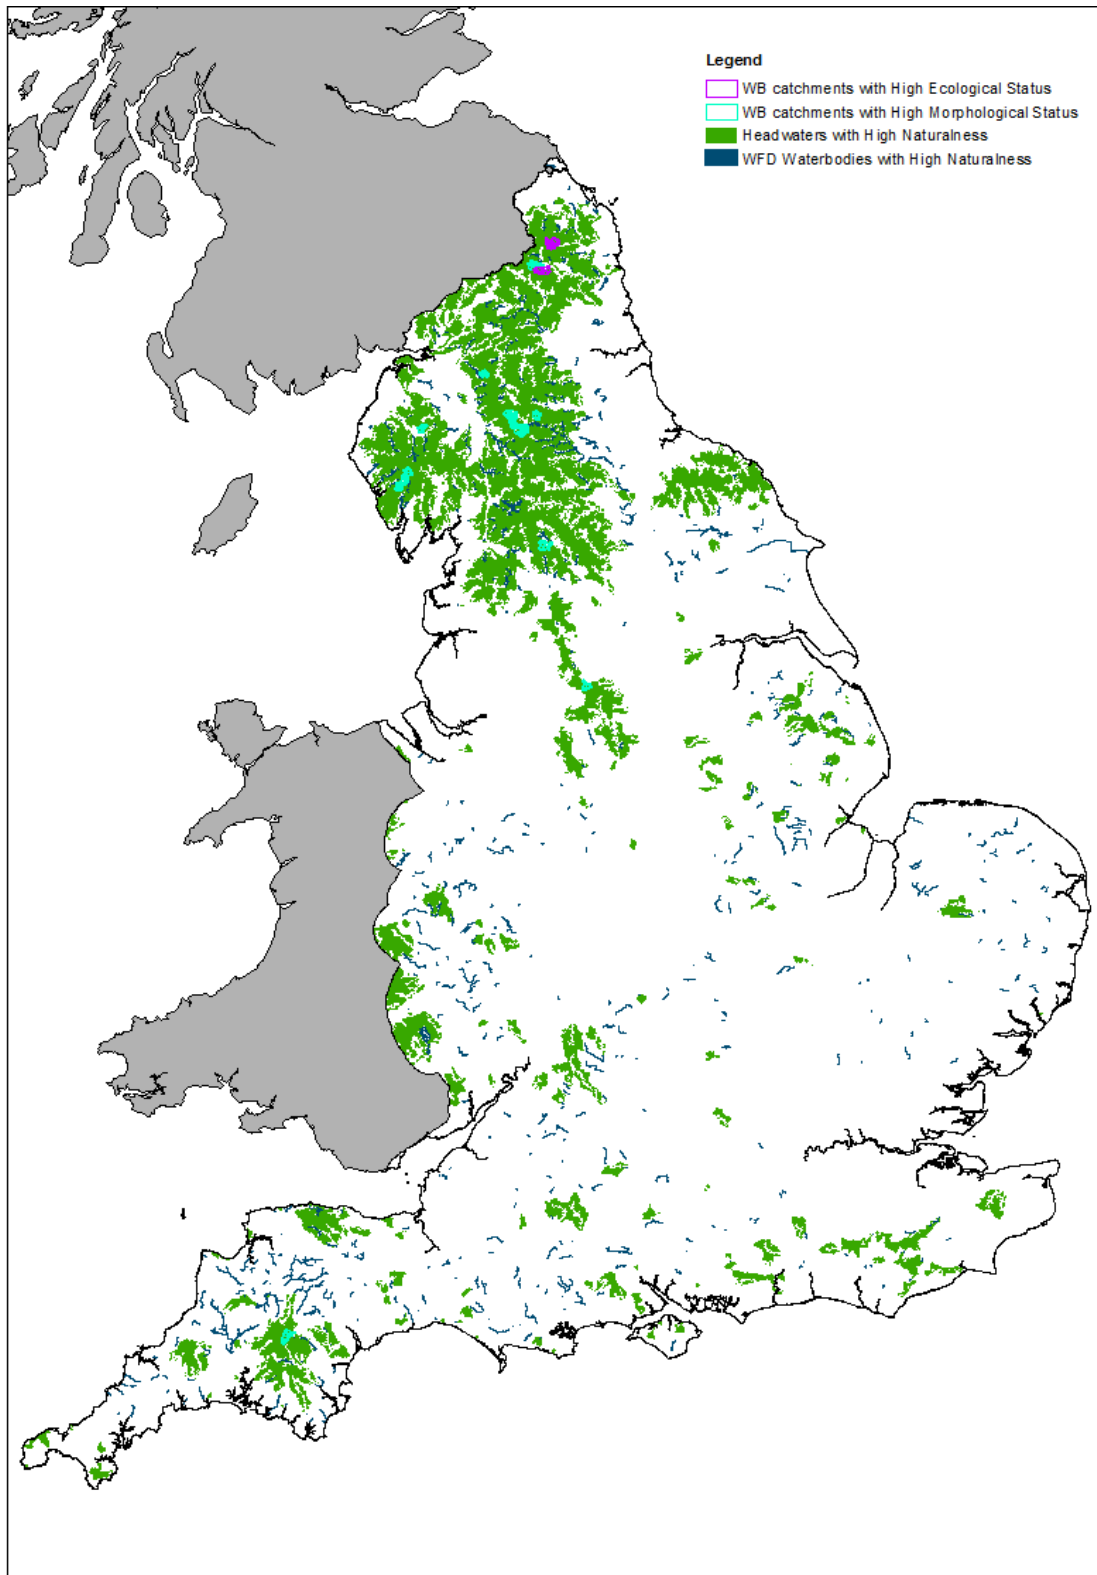 Legend
WB catchments with High Ecological Status
WB catchments with High Morphological Status
Headwaters with High Naturalness
WFD Waterbodies with High Naturalness